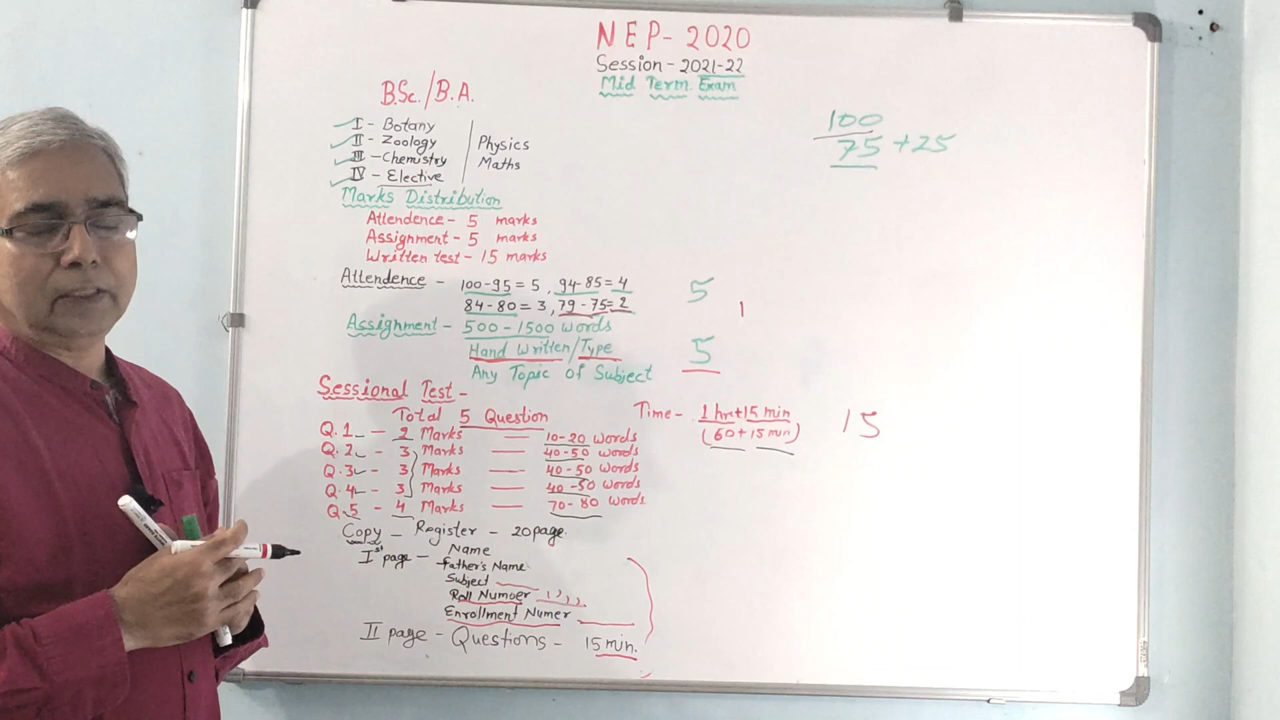 NEP-2020
Session-2021-22
Mid Term Exam
B.Sc./B.A.
I - Botany
II - Zoology
III - Chemistry
IV - Elective
Physics
Maths
100
75 + 25
Marks Distribution
Attendence - 5 marks
Assignment - 5 marks
Written test - 15 marks
Attendence - 100-95 = 5, 94-85 = 4
84-80 = 3, 79-75 = 2
5
1
Assignment - 500-1500 words
Hand Written/Type
5
Any Topic of Subject
Sessional Test -
Total 5 Question
Time - 1 hrs+15 min
(60+15 min)
15
Q.1 - 2 Marks — 10-20 words
Q.2 - 3 Marks — 40-50 words
Q.3 - 3 Marks — 40-50 words
Q.4 - 3 Marks — 40-50 words
Q.5 - 4 Marks — 70-80 words
Copy - Register - 20 page
Ist page - Name
Father's Name
Subject
Roll Number
Enrollment Numer
II page - Questions - 15 min.